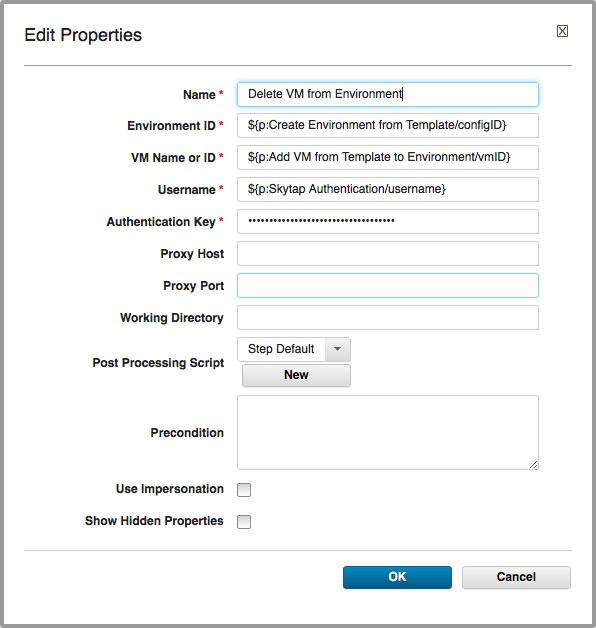 Edit Properties
Name * Delete VM from Environment
Environment ID * ${p:Create Environment from Template/configID}
VM Name or ID * ${p:Add VM from Template to Environment/vmID}
Username * ${p:Skytap Authentication/username}
Authentication Key * ••••••••••••••••••••••••••••••••••
Proxy Host
Proxy Port
Working Directory
Post Processing Script Step Default
New
Precondition
Use Impersonation
Show Hidden Properties
OK Cancel